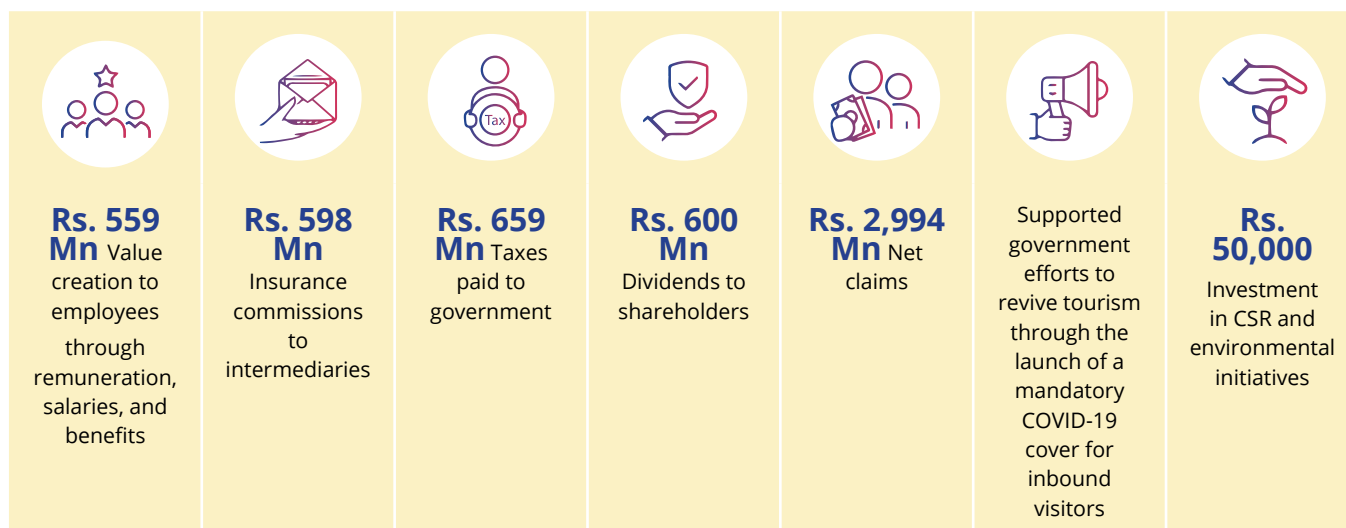 Rs. 559
Mn Value
creation to
employees
through
remuneration,
salaries, and
benefits
Rs. 598
Mn
Insurance
commissions
to
intermediaries
Tax
Rs. 659
Mn Taxes
paid to
government
Rs. 600
Mn
Dividends to
shareholders
Rs. 2,994
Mn Net
claims
Supported
government
efforts to
revive tourism
through the
launch of a
mandatory
COVID-19
cover for
inbound
visitors
Rs.
50,000
Investment
in CSR and
environmental
initiatives